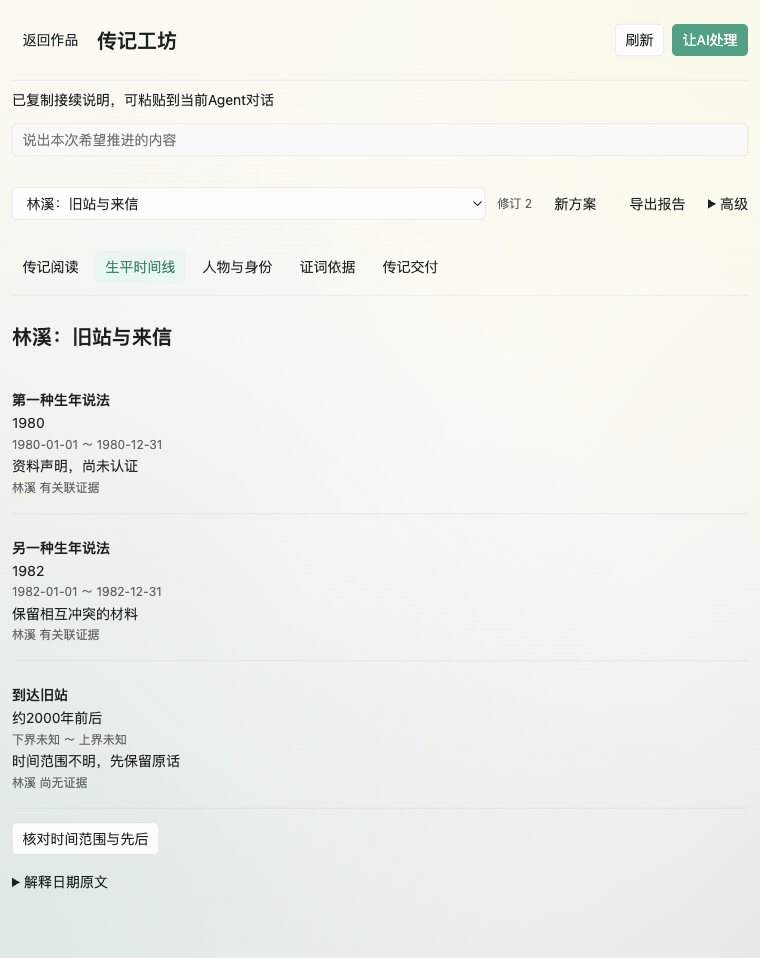 返回作品 传记工坊 刷新 让AI处理
已复制接续说明，可粘贴到当前Agent对话
说出本次希望推进的内容
林溪：旧站与来信 修订 2 新方案 导出报告 ▶ 高级
传记阅读 生平时间线 人物与身份 证词依据 传记交付
林溪：旧站与来信
第一种生年说法
1980
1980-01-01 ～ 1980-12-31
资料声明，尚未认证
林溪 有关联证据
另一种生年说法
1982
1982-01-01 ～ 1982-12-31
保留相互冲突的材料
林溪 有关联证据
到达旧站
约2000年前后
下界未知 ～ 上界未知
时间范围不明，先保留原话
林溪 尚无证据
核对时间范围与先后
▶ 解释日期原文